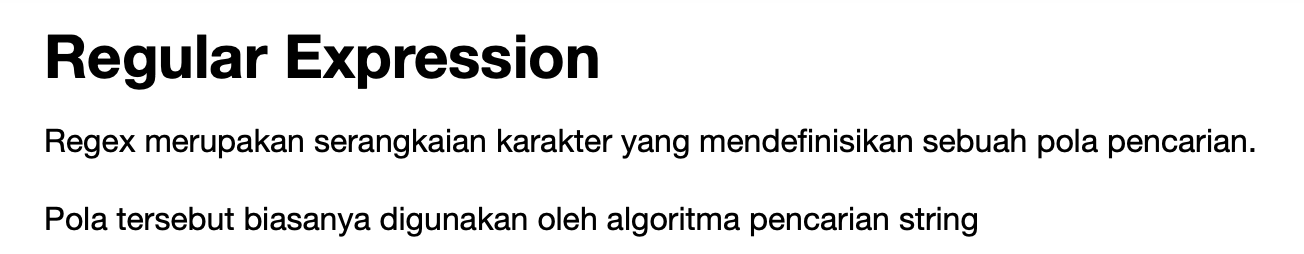 Regular Expression
Regex merupakan serangkaian karakter yang mendefinisikan sebuah pola pencarian.
Pola tersebut biasanya digunakan oleh algoritma pencarian string